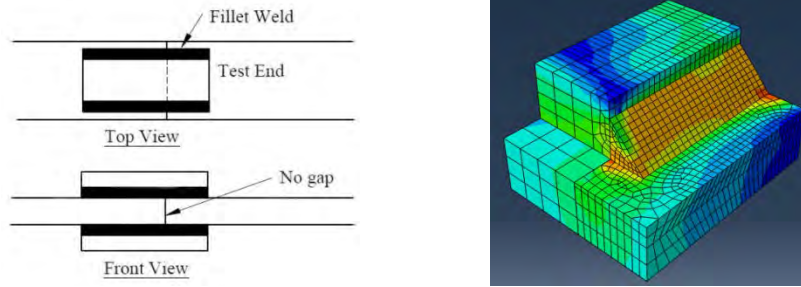 Fillet Weld
Test End
Top View
No gap
Front View